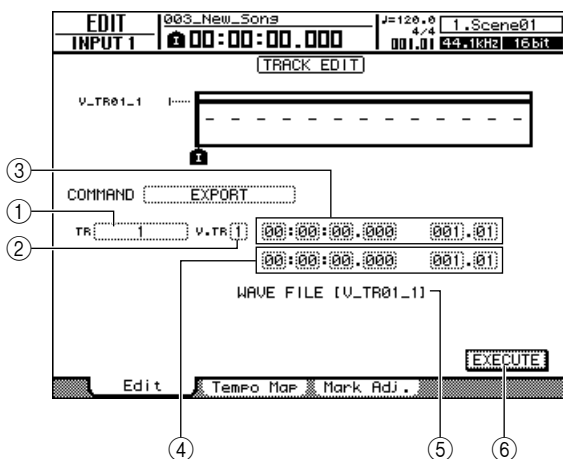 EDIT
INPUT 1
003_New_Song
I 00:00:00.000
♩=120.0
4/4
001.01
1.Scene01
44.1kHz 16bit
TRACK EDIT
V_TR01_1
I
I
③
COMMAND EXPORT
①
TR 1 V.TR 1 00:00:00.000 001.01
②
00:00:00.000 001.01
WAVE FILE [V_TR01_1]
EXECUTE
Edit Tempo Map Mark Adj.
④ ⑤ ⑥